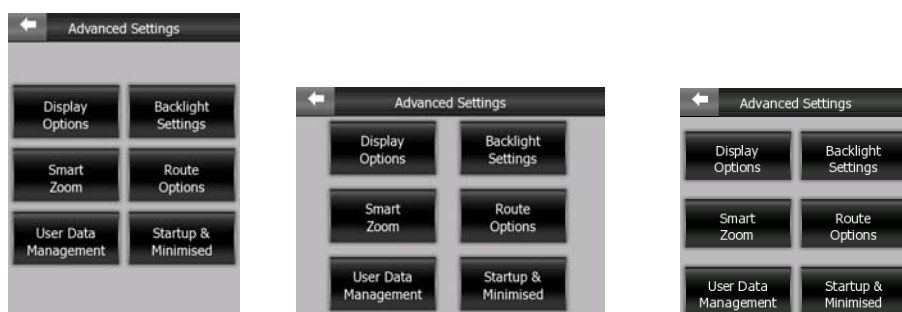 Advanced Settings
Display
Options
Backlight
Settings
Smart
Zoom
Route
Options
User Data
Management
Startup &
Minimised
Advanced Settings
Display
Options
Backlight
Settings
Smart
Zoom
Route
Options
User Data
Management
Startup &
Minimised
Advanced Settings
Display
Options
Backlight
Settings
Smart
Zoom
Route
Options
User Data
Management
Startup &
Minimised